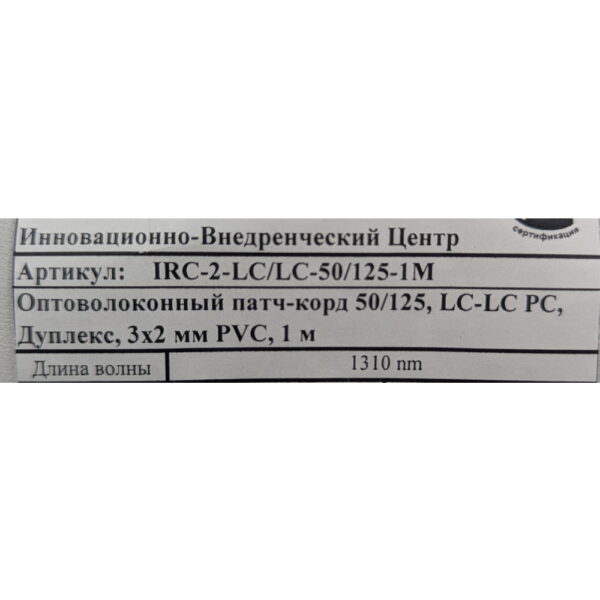 сертификация
Инновационно-Внедренческий Центр
Артикул: IRC-2-LC/LC-50/125-1M
Оптоволоконный патч-корд 50/125, LC-LC PC,
Дуплекс, 3x2 мм PVC, 1 м
Длина волны 1310 nm